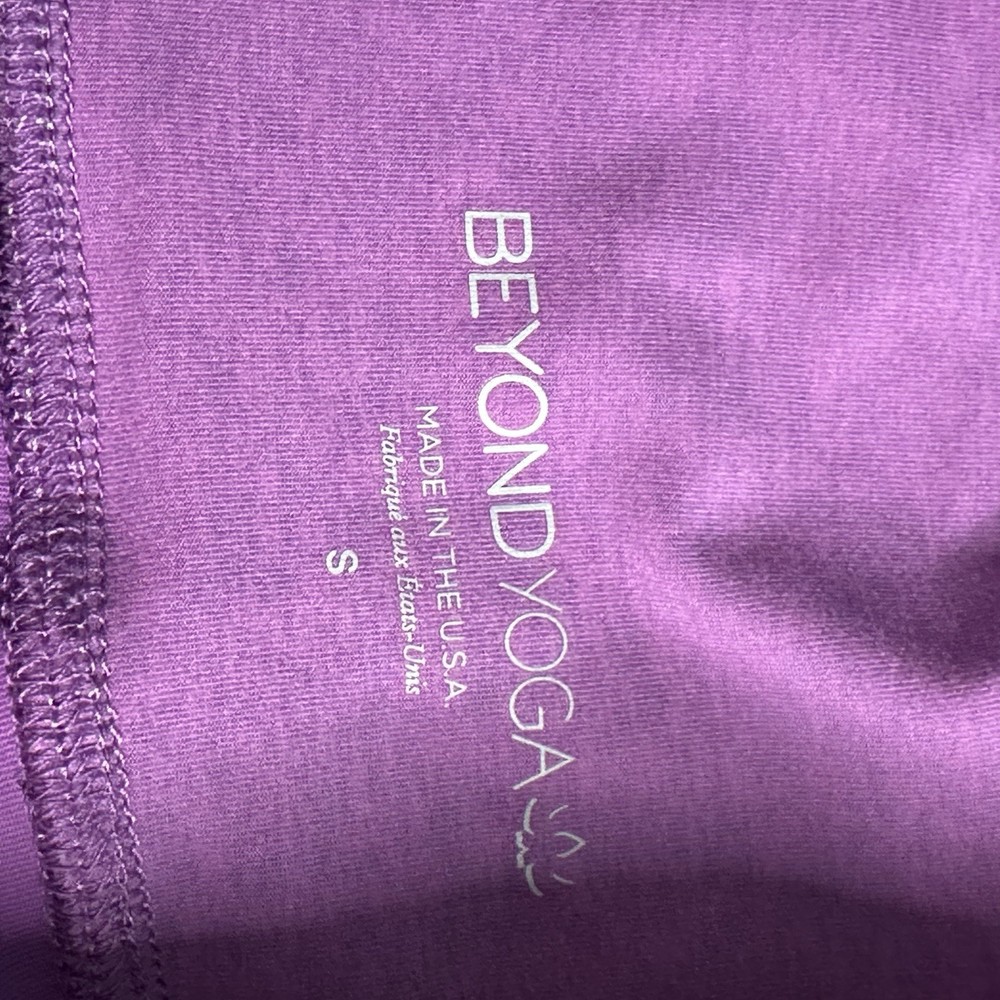 BEYOND YOGA
MADE IN THE U.S.A.
Fabriqué aux États-Unis
S